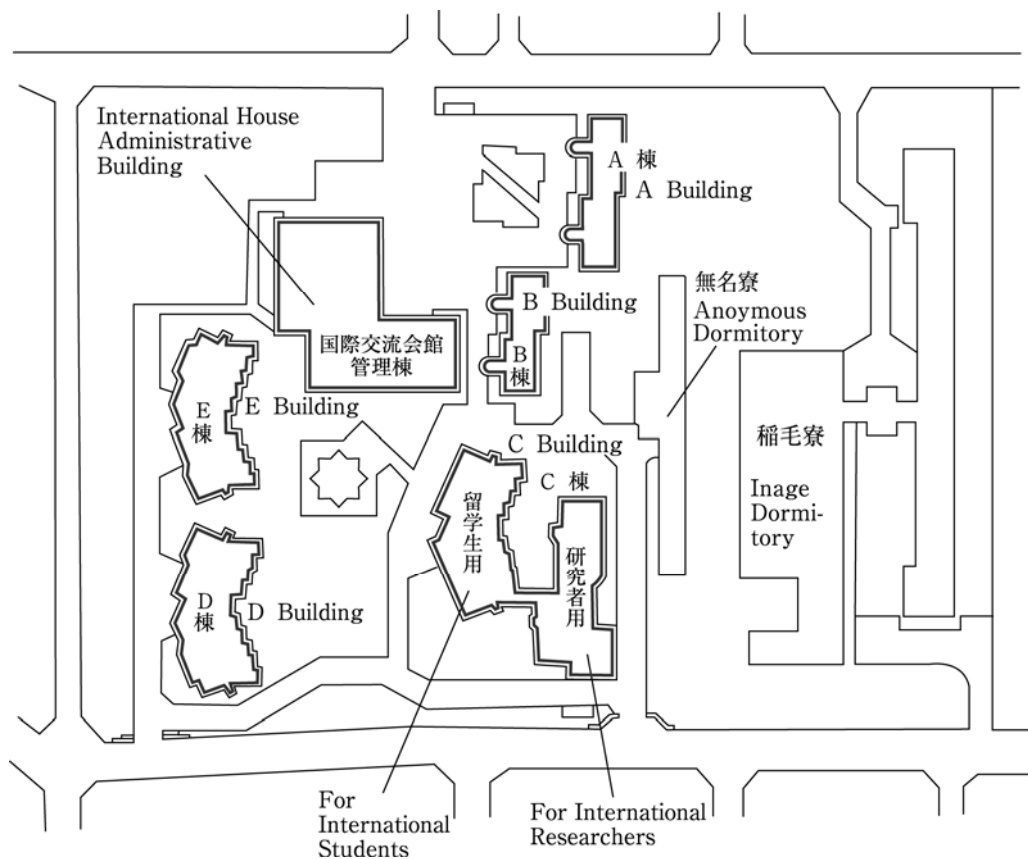 International House
Administrative
Building
A 棟
A Building
無名寮
Anoymous
Dormitory
B Building
B
棟
国際交流会館
管理棟
E Building
E
棟
C Building
C 棟
稲毛寮
Inage
Dormi-
tory
留学生用
研究者用
D Building
D
棟
For
International
Students
For International
Researchers